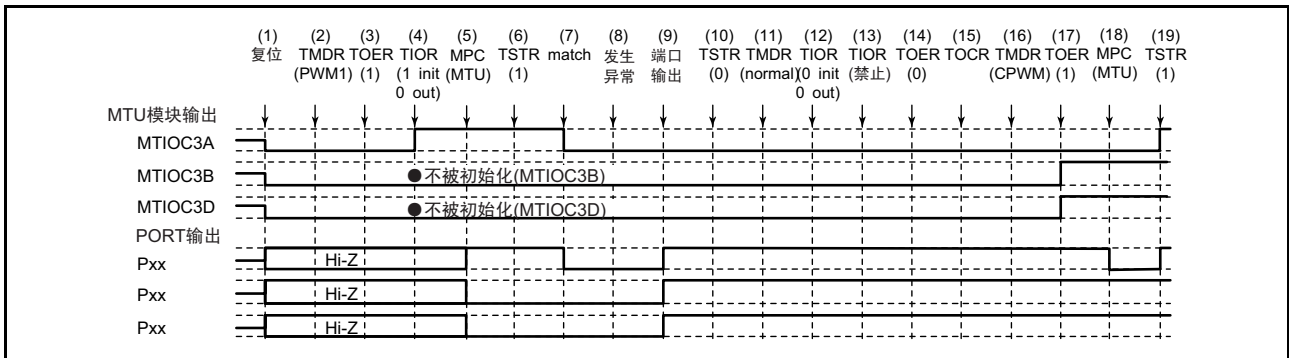 (1) (2) (3) (4) (5) (6) (7) (8) (9) (10) (11) (12) (13) (14) (15) (16) (17) (18) (19)
复位 TMDR TOER TIOR MPC TSTR match 发生 端口 TSTR TMDR TIOR TIOR TOER TOCR TMDR TOER MPC TSTR
(PWM1) (1) (1 init (MTU) (1) 异常 输出 (0) (normal)(0 init (禁止) (0) (CPWM) (1) (MTU) (1)
0 out) 0 out)
MTU模块输出
MTIOC3A
MTIOC3B ●不被初始化(MTIOC3B)
MTIOC3D ●不被初始化(MTIOC3D)
PORT输出
Pxx Hi-Z
Pxx Hi-Z
Pxx Hi-Z